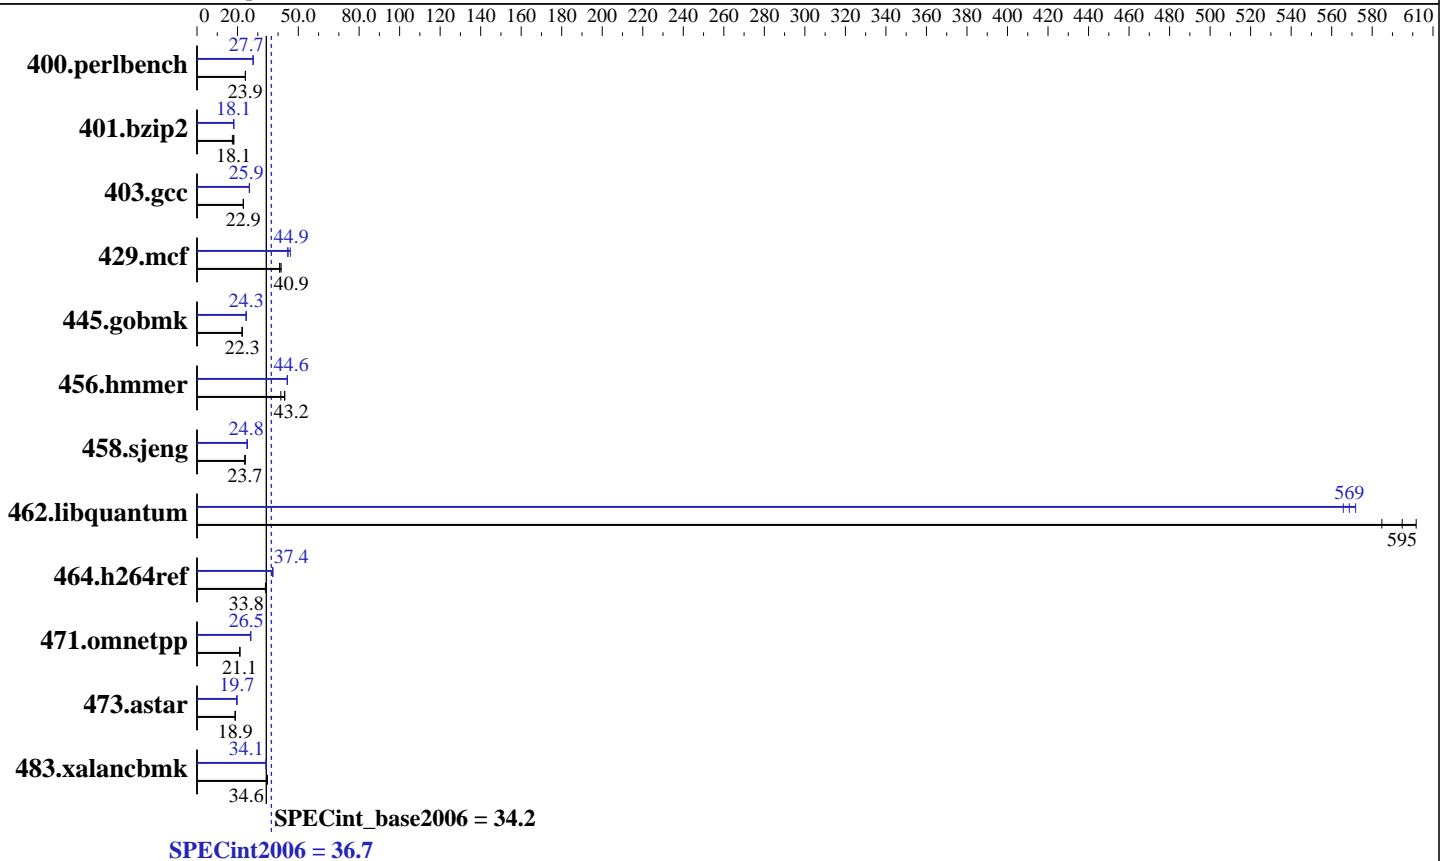 0 20.0 50.0 80.0 100 120 140 160 180 200 220 240 260 280 300 320 340 360 380 400 420 440 460 480 500 520 540 560 580 610
27.7
400.perlbench
23.9
18.1
401.bzip2
18.1
25.9
403.gcc
22.9
44.9
429.mcf
40.9
24.3
445.gobmk
22.3
44.6
456.hmmer
43.2
24.8
458.sjeng
23.7
569
462.libquantum
595
37.4
464.h264ref
33.8
26.5
471.omnetpp
21.1
19.7
473.astar
18.9
34.1
483.xalancbmk
34.6
SPECint_base2006 = 34.2
SPECint2006 = 36.7